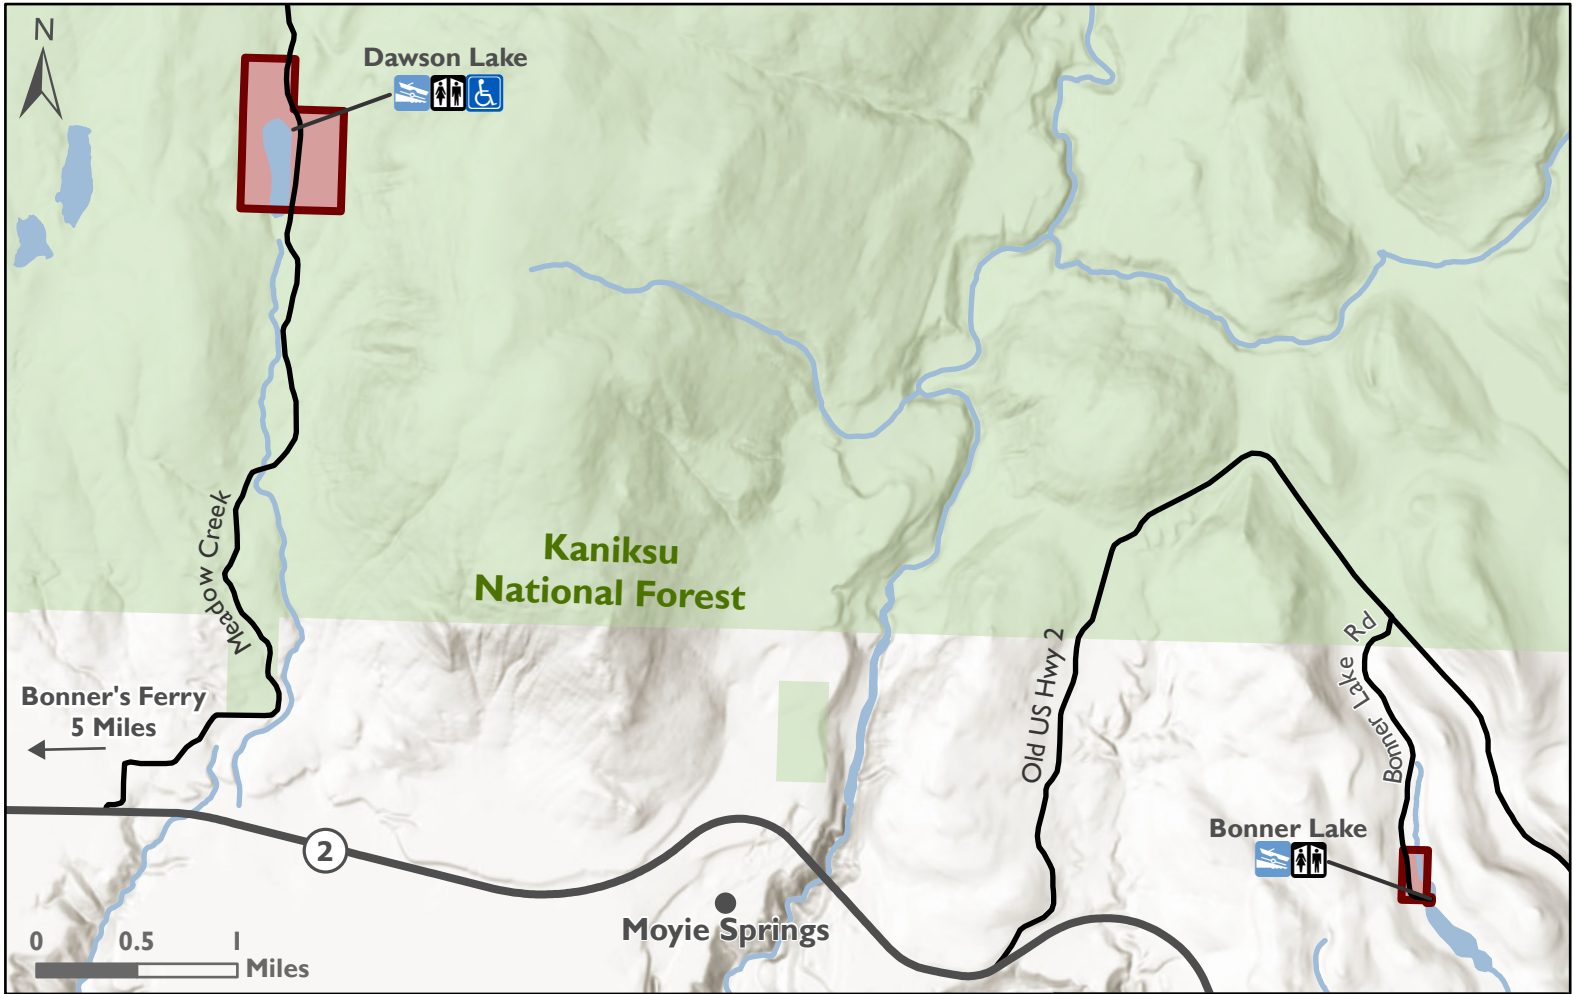 N
Dawson Lake
Meadow Creek
Kaniksu
National Forest
Bonner's Ferry
5 Miles
Old US Hwy 2
Bonner Lake Rd
Bonner Lake
2
Moyie Springs
0 0.5 1
Miles